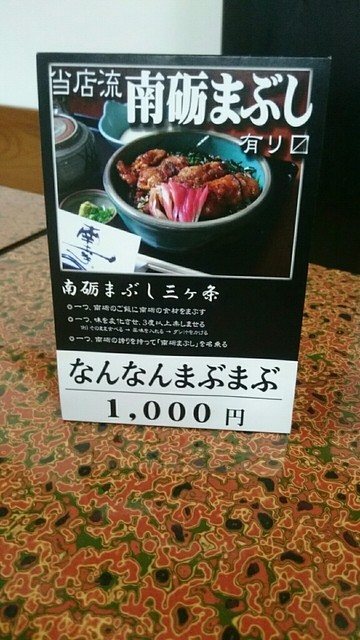 当店流 南砺まぶし
有り〼
南砺まぶし三ヶ条
一つ、南砺のご飯に南砺の食材をまぶす
一つ、味を変化させ、3度以上楽しませる
一つ、南砺の誇りを持って「南砺まぶし」を名乗る
なんなんまぶまぶ
1,000 円